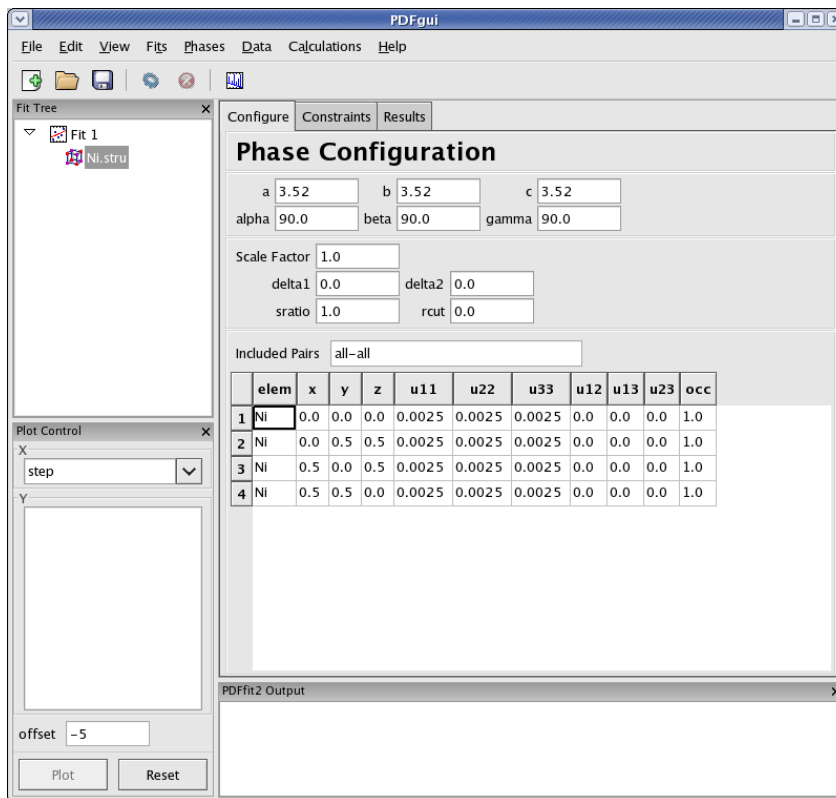 PDFgui
File Edit View Fits Phases Data Calculations Help
Fit Tree
Fit 1
Ni.stru
Plot Control
X
step
Y
offset -5
Plot Reset
Configure Constraints Results
Phase Configuration
a 3.52 b 3.52 c 3.52
alpha 90.0 beta 90.0 gamma 90.0
Scale Factor 1.0
delta1 0.0 delta2 0.0
sratio 1.0 rcut 0.0
Included Pairs all-all
elem x y z u11 u22 u33 u12 u13 u23 occ
1 Ni 0.0 0.0 0.0 0.0025 0.0025 0.0025 0.0 0.0 0.0 1.0
2 Ni 0.0 0.5 0.5 0.0025 0.0025 0.0025 0.0 0.0 0.0 1.0
3 Ni 0.5 0.0 0.5 0.0025 0.0025 0.0025 0.0 0.0 0.0 1.0
4 Ni 0.5 0.5 0.0 0.0025 0.0025 0.0025 0.0 0.0 0.0 1.0
PDFfit2 Output